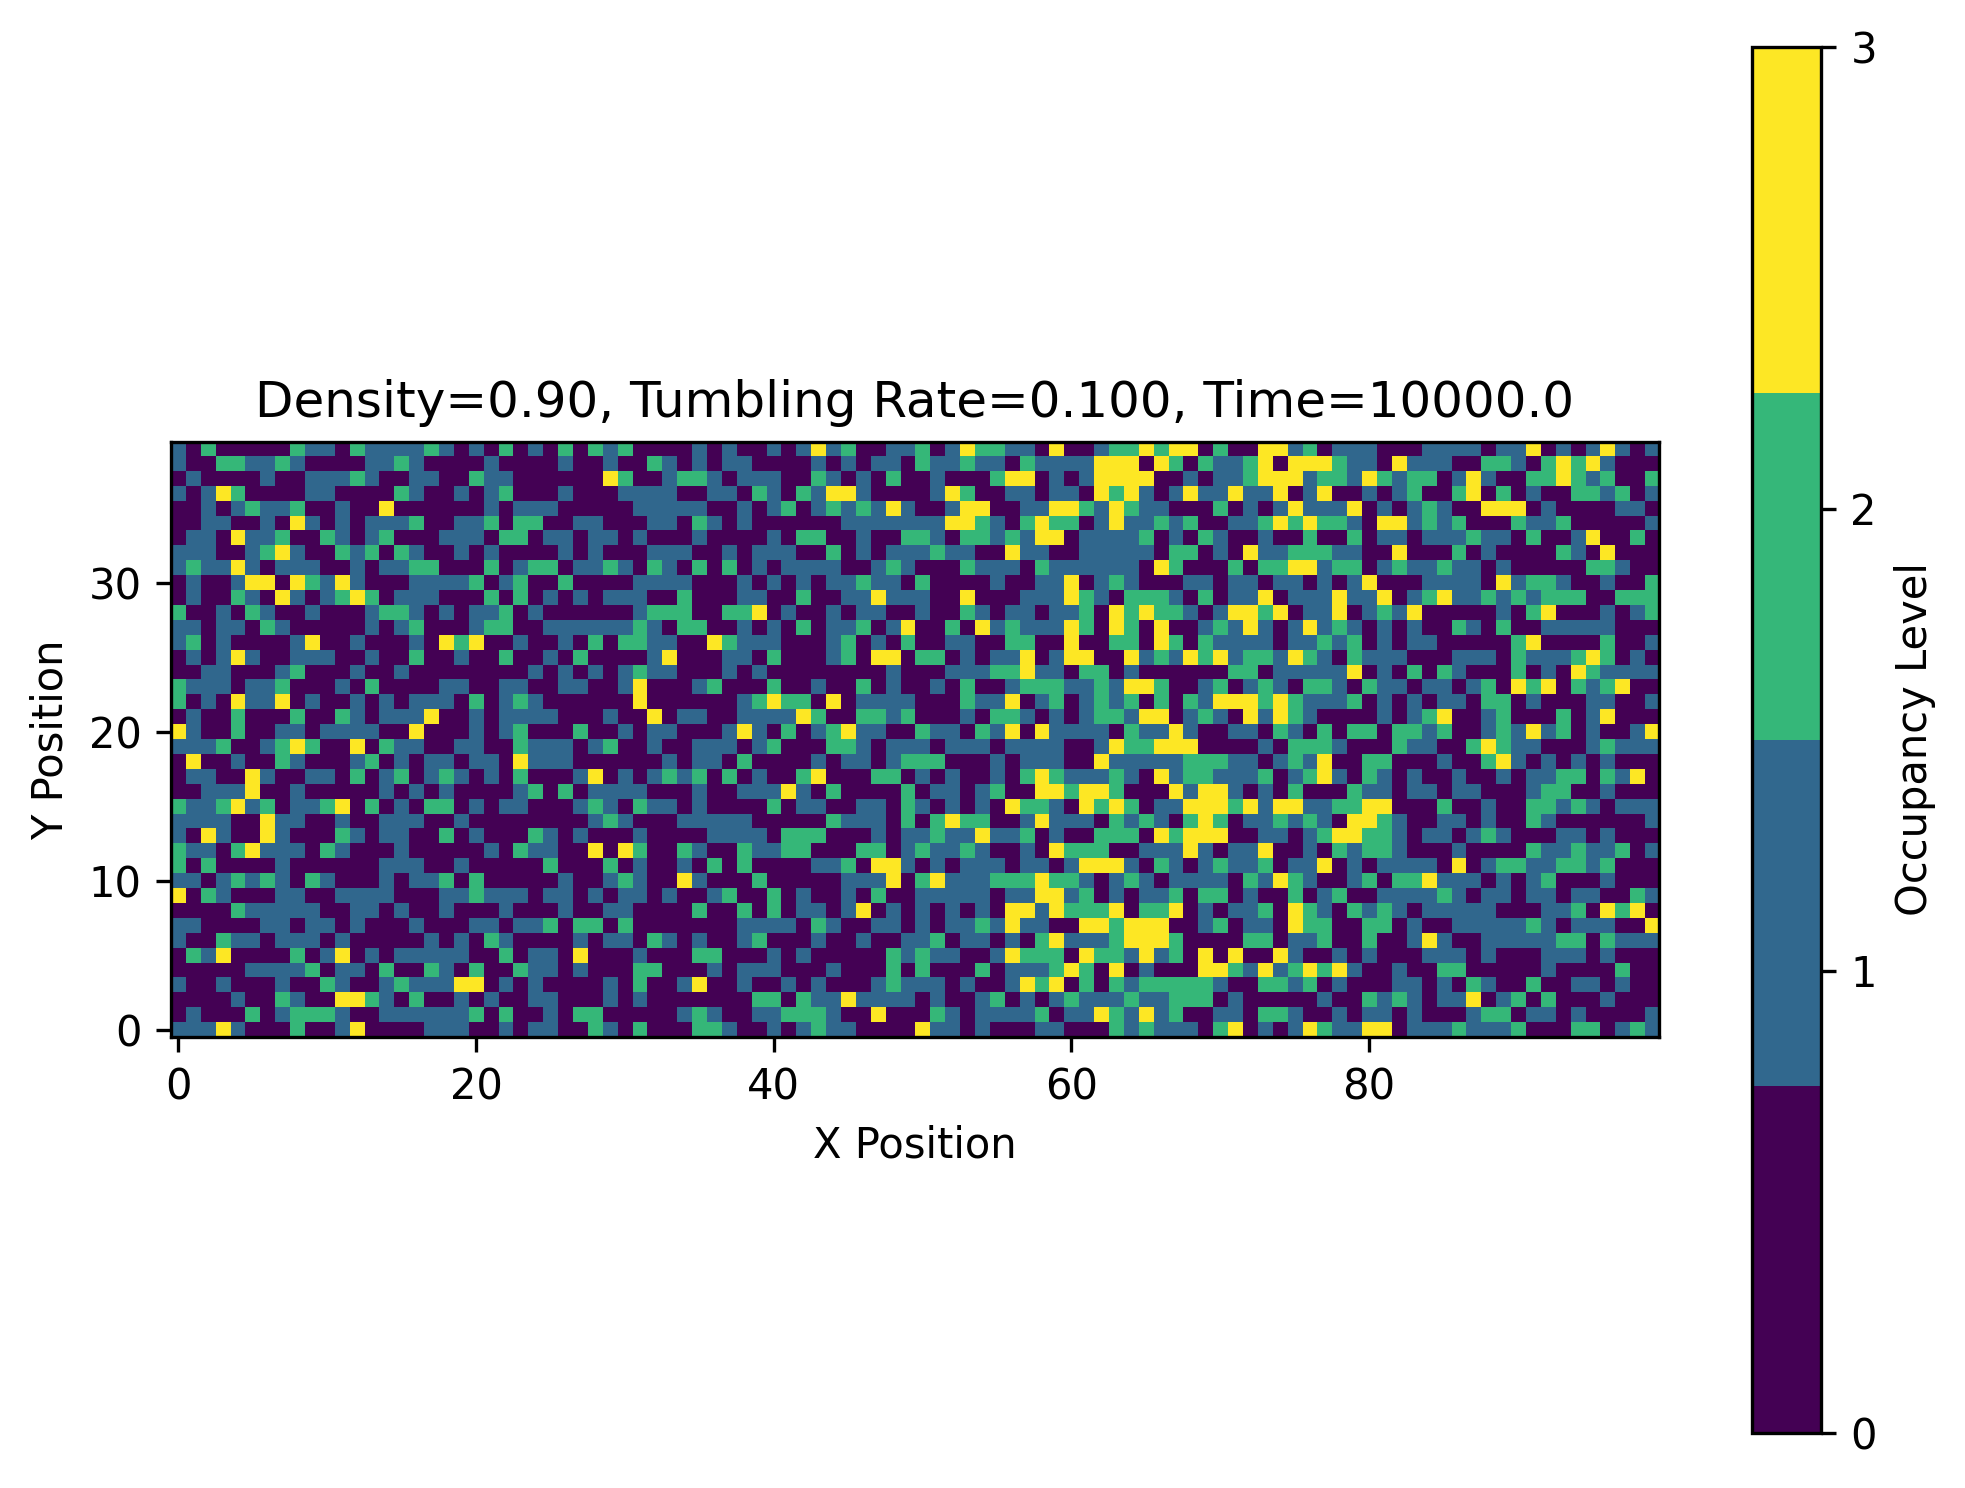 Density=0.90, Tumbling Rate=0.100, Time=10000.0
3
2
1
0
Occupancy Level
30
20
10
0
Y Position
0 20 40 60 80
X Position